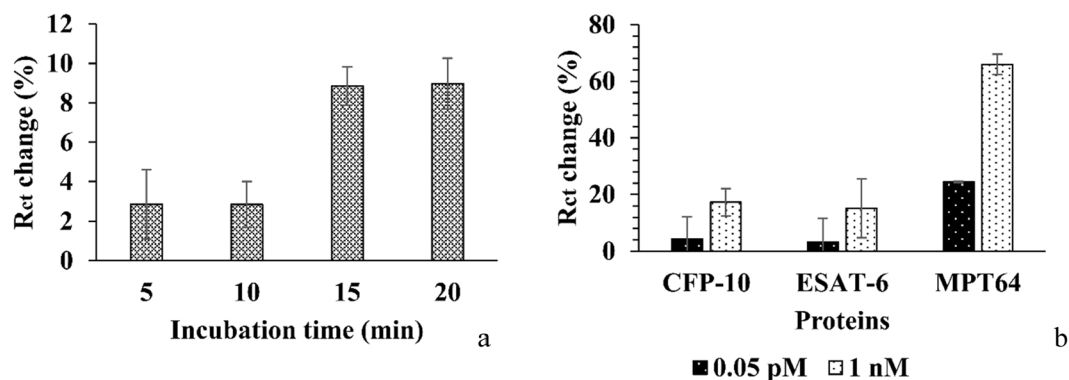 12
10
8
6
4
2
0
Rct change (%)
5 10 15 20
Incubation time (min)
a
80
60
40
20
0
Rct change (%)
CFP-10 ESAT-6 MPT64
Proteins
b
0.05 pM 1 nM